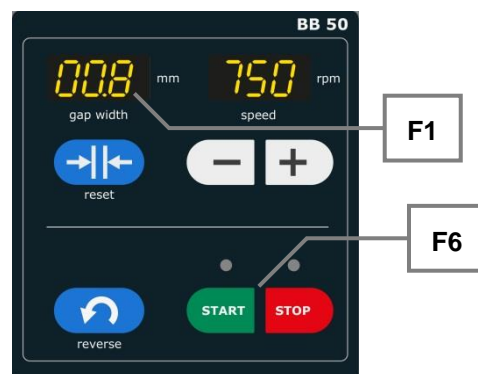 BB 50
00.8 mm 750 rpm
gap width speed
F1
− +
reset
F6
START STOP
reverse